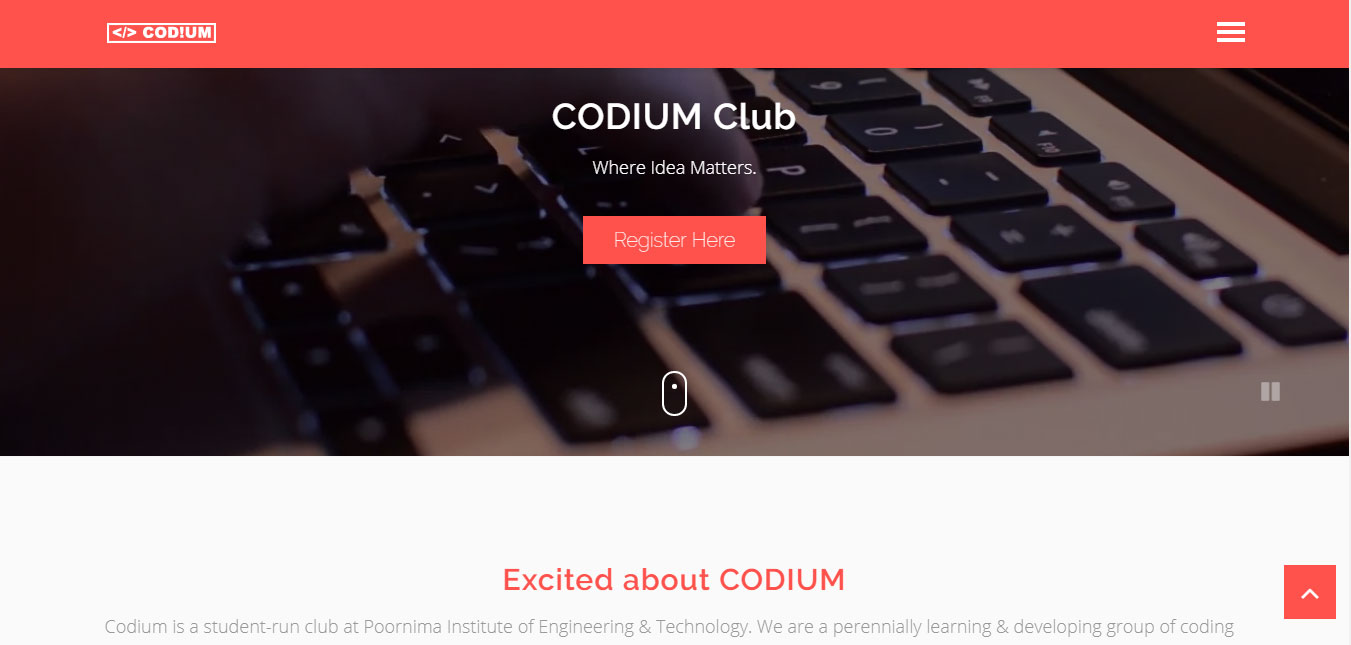 </> COD!UM
CODIUM Club
Where Idea Matters.
Register Here
Excited about CODIUM
Codium is a student-run club at Poornima Institute of Engineering & Technology. We are a perennially learning & developing group of coding